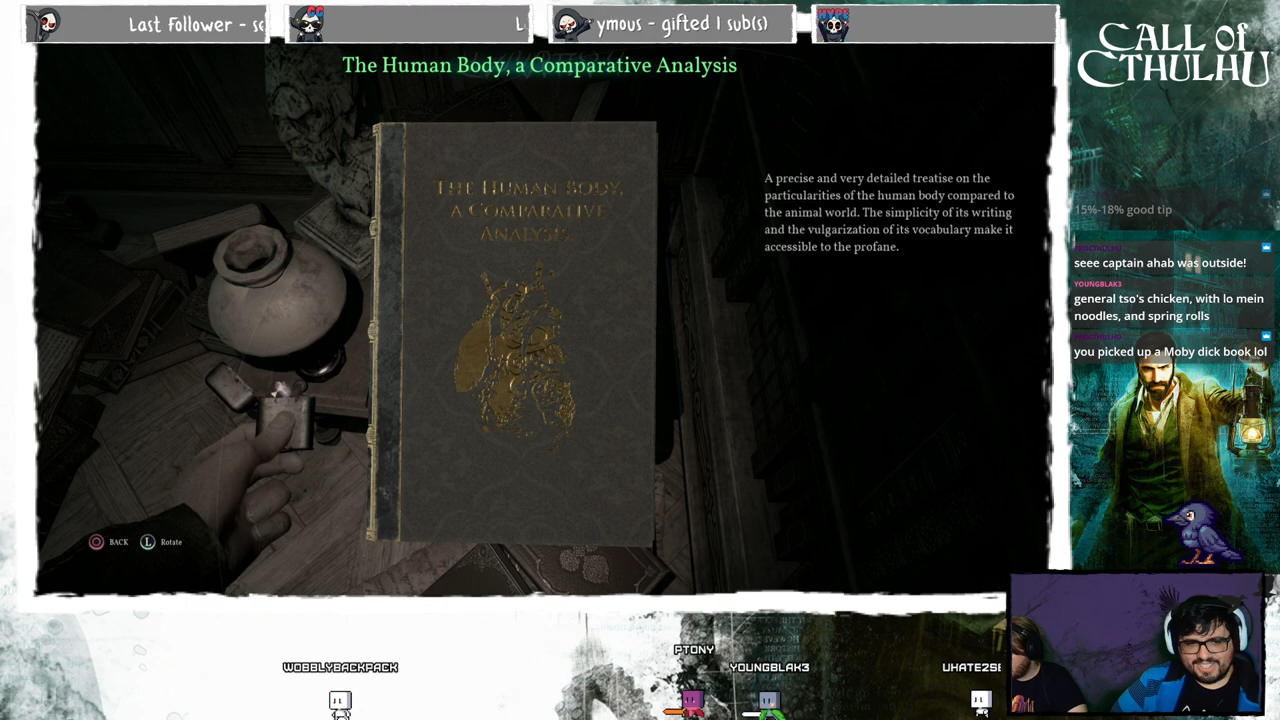 Last Follower - se
L
ymous - gifted 1 sub(s)
HYPE
CALL of
CTHULHU
The Human Body, a Comparative Analysis
THE HUMAN BODY,
A COMPARATIVE
ANALYSIS.
A precise and very detailed treatise on the
particularities of the human body compared to
the animal world. The simplicity of its writing
and the vulgarization of its vocabulary make it
accessible to the profane.
BACK
L Rotate
15%-18% good tip
seee captain ahab was outside!
YOUNGBLAK3
general tso's chicken, with lo mein
noodles, and spring rolls
you picked up a Moby dick book lol
WOBBLYBACKPACK
PTONY
YOUNGBLAK3
UHATE2SE